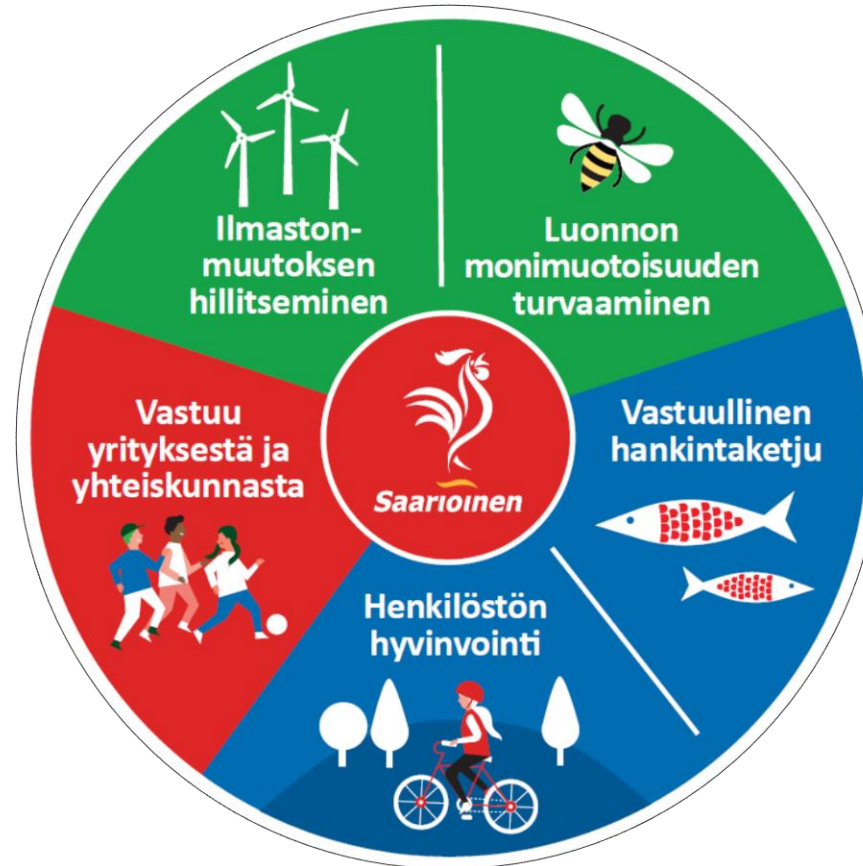 Ilmaston-
muutoksen
hillitseminen
Luonnon
monimuotoisuuden
turvaaminen
Vastuu
yrityksestä ja
yhteiskunnasta
Saarioinen
Vastuullinen
hankintaketju
Henkilöstön
hyvinvointi